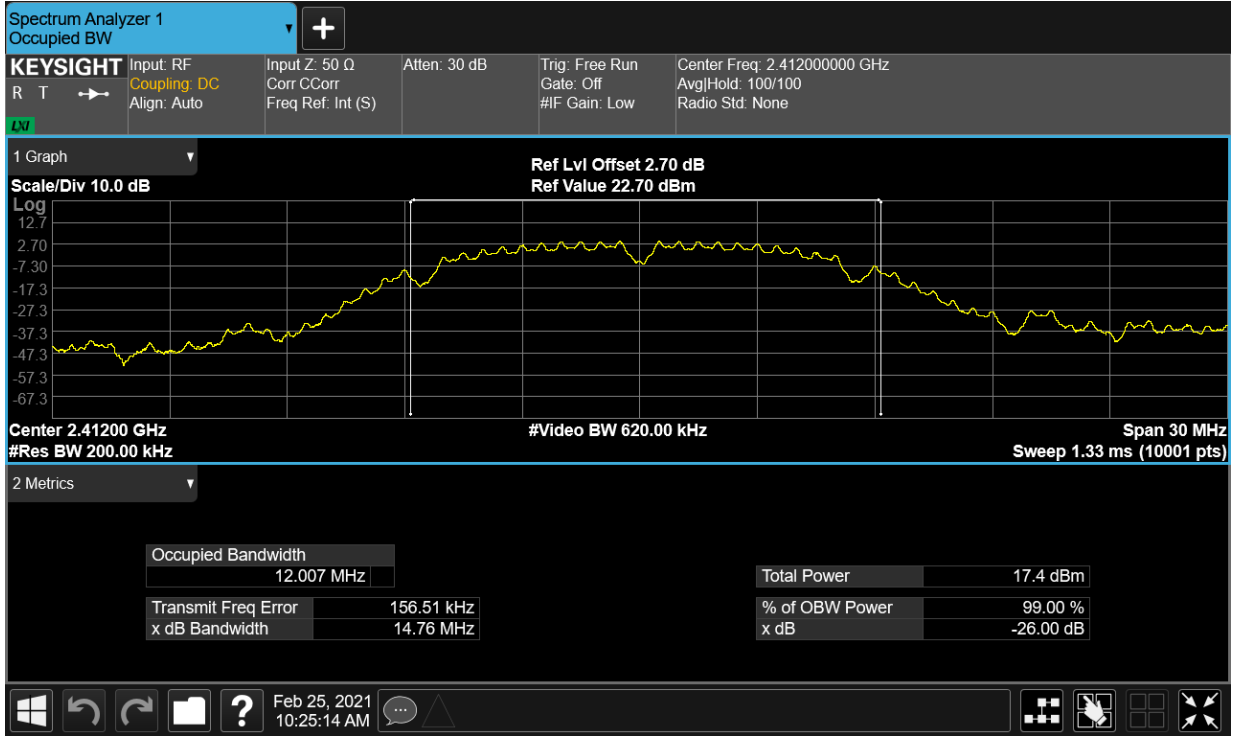 Spectrum Analyzer 1
Occupied BW
KEYSIGHT
R T
LXI
Input: RF
Coupling: DC
Align: Auto
Input Z: 50 Ω
Corr CCorr
Freq Ref: Int (S)
Atten: 30 dB
Trig: Free Run
Gate: Off
#IF Gain: Low
Center Freq: 2.412000000 GHz
Avg|Hold: 100/100
Radio Std: None
1 Graph
Ref Lvl Offset 2.70 dB
Scale/Div 10.0 dB
Ref Value 22.70 dBm
Log
12.7
2.70
-7.30
-17.3
-27.3
-37.3
-47.3
-57.3
-67.3
Center 2.41200 GHz
#Video BW 620.00 kHz
Span 30 MHz
#Res BW 200.00 kHz
Sweep 1.33 ms (10001 pts)
2 Metrics
Occupied Bandwidth
12.007 MHz
Transmit Freq Error 156.51 kHz
x dB Bandwidth 14.76 MHz
Total Power 17.4 dBm
% of OBW Power 99.00 %
x dB -26.00 dB
?
Feb 25, 2021
10:25:14 AM